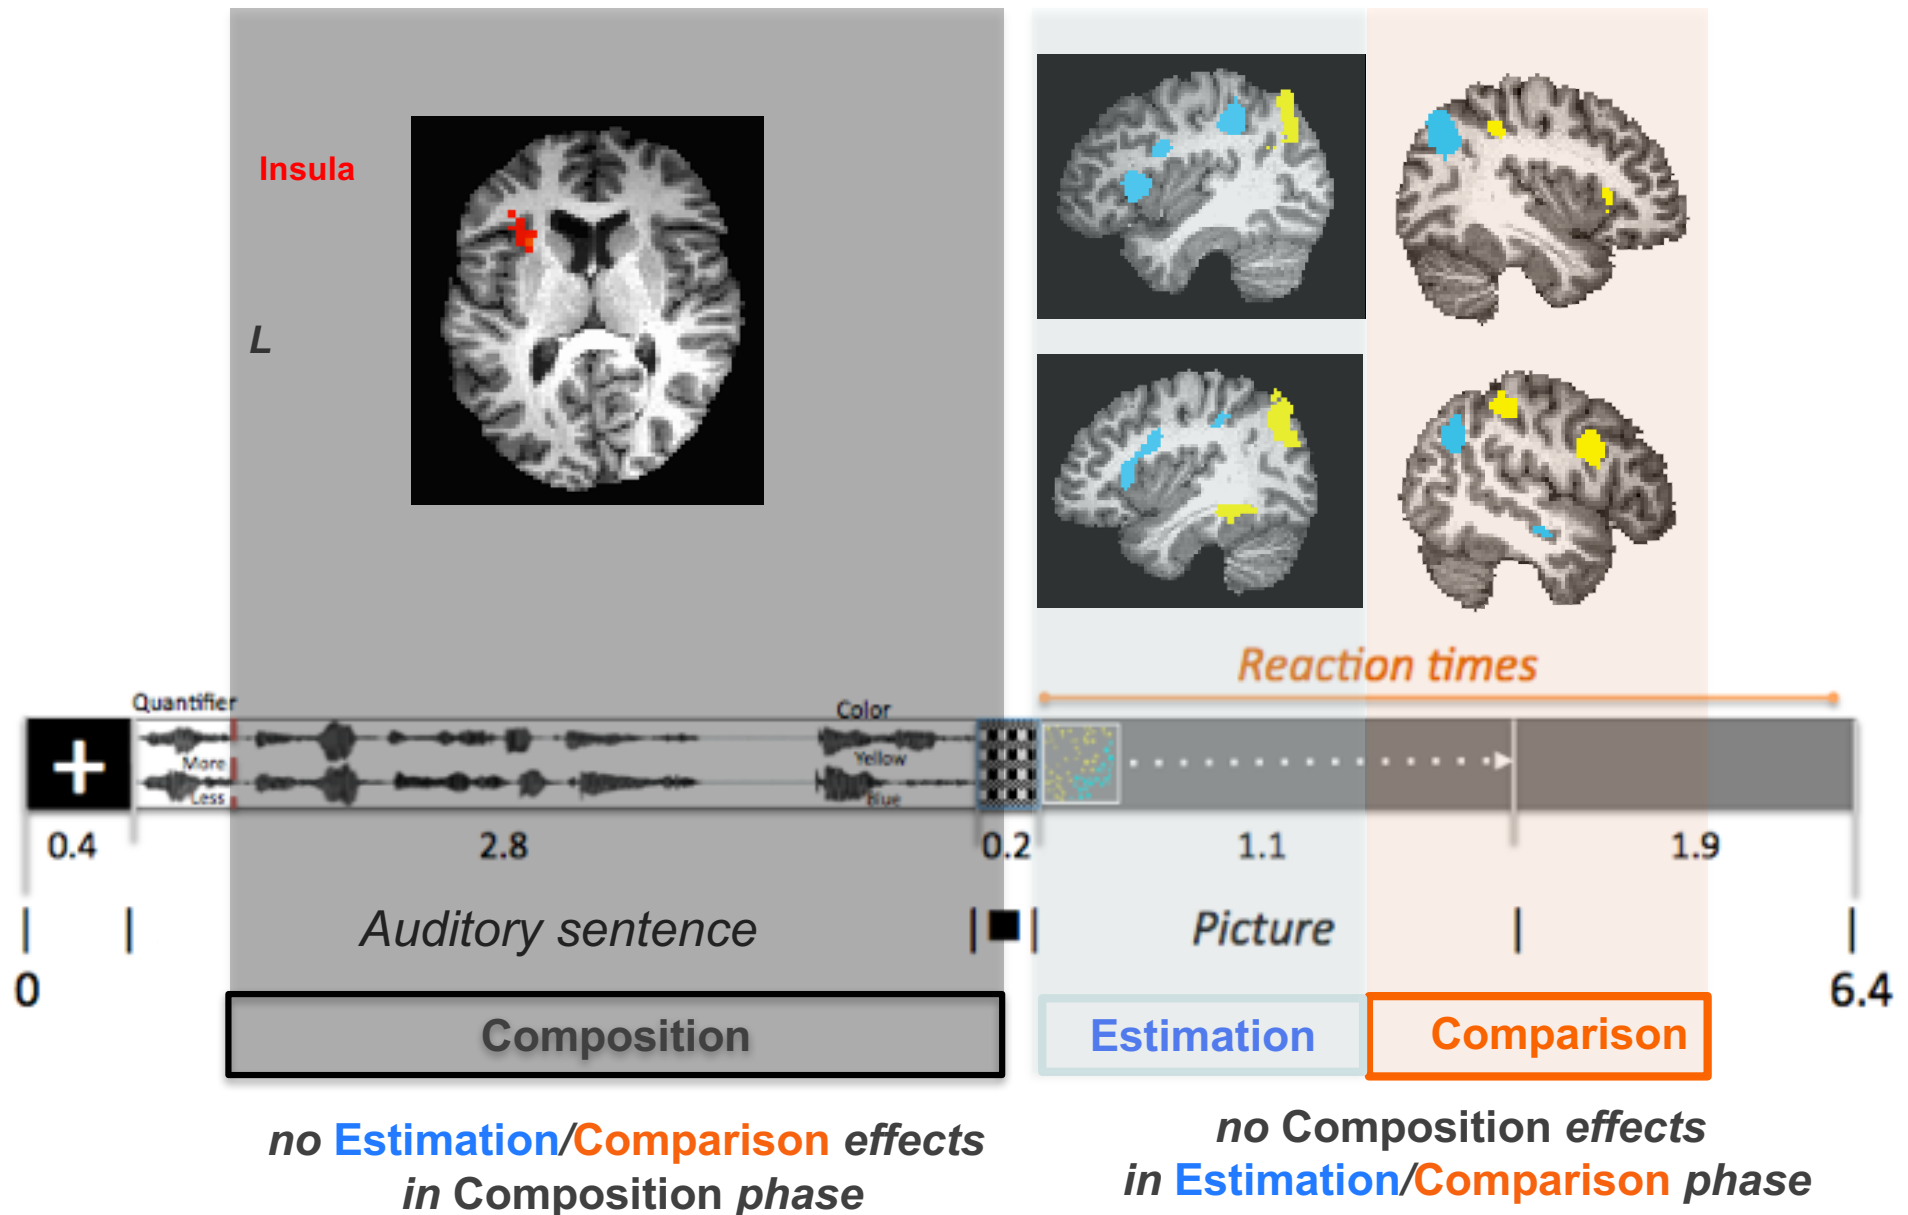 Insula
L
Reaction times
Quantifier
Color
More
Yellow
Less
Blue
0.4
2.8
0.2
1.1
1.9
Auditory sentence
Picture
0
6.4
Composition
Estimation
Comparison
no Estimation/Comparison effects
in Composition phase
no Composition effects
in Estimation/Comparison phase